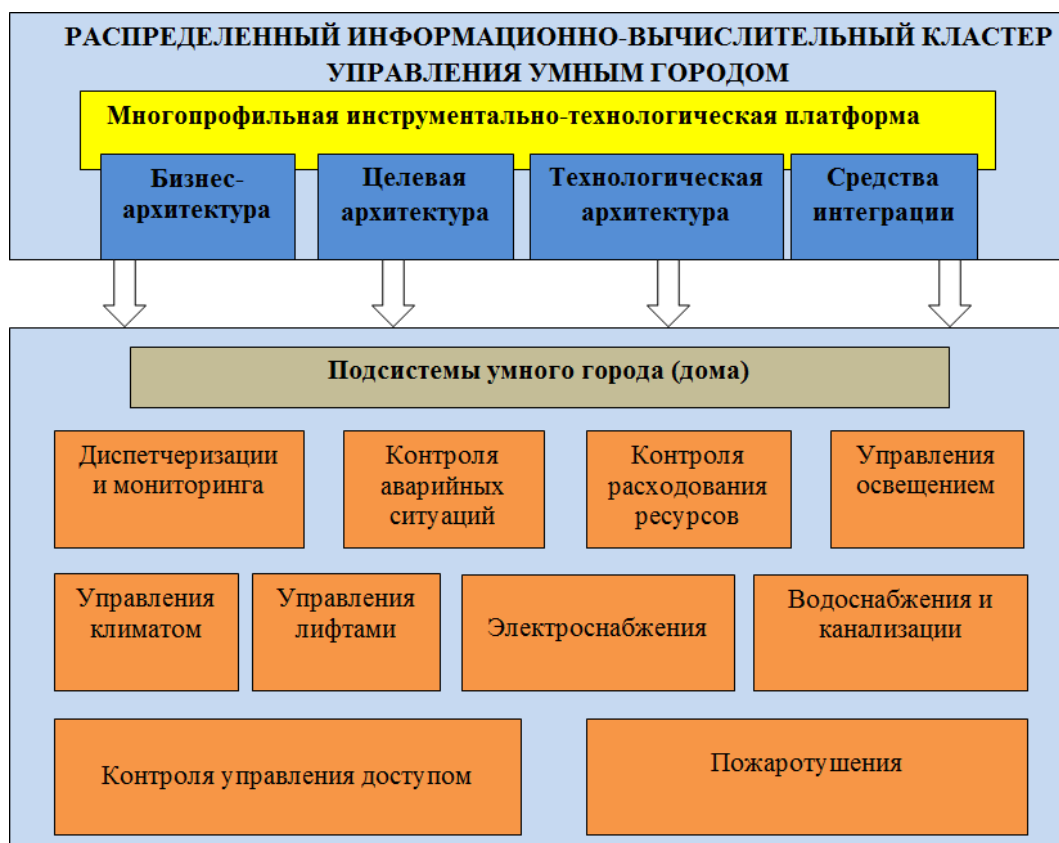 РАСПРЕДЕЛЕННЫЙ ИНФОРМАЦИОННО-ВЫЧИСЛИТЕЛЬНЫЙ КЛАСТЕР
УПРАВЛЕНИЯ УМНЫМ ГОРОДОМ
Многопрофильная инструментально-технологическая платформа
Бизнес-
архитектура
Целевая
архитектура
Технологическая
архитектура
Средства
интеграции
Подсистемы умного города (дома)
Диспетчеризации
и мониторинга
Контроля
аварийных
ситуаций
Контроля
расходования
ресурсов
Управления
освещением
Управления
климатом
Управления
лифтами
Электроснабжения
Водоснабжения и
канализации
Контроля управления доступом
Пожаротушения